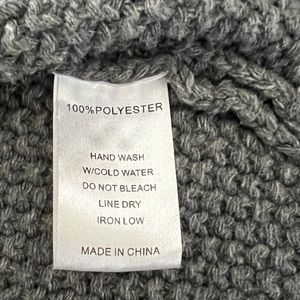 100%POLYESTER
HAND WASH
W/COLD WATER
DO NOT BLEACH
LINE DRY
IRON LOW
MADE IN CHINA